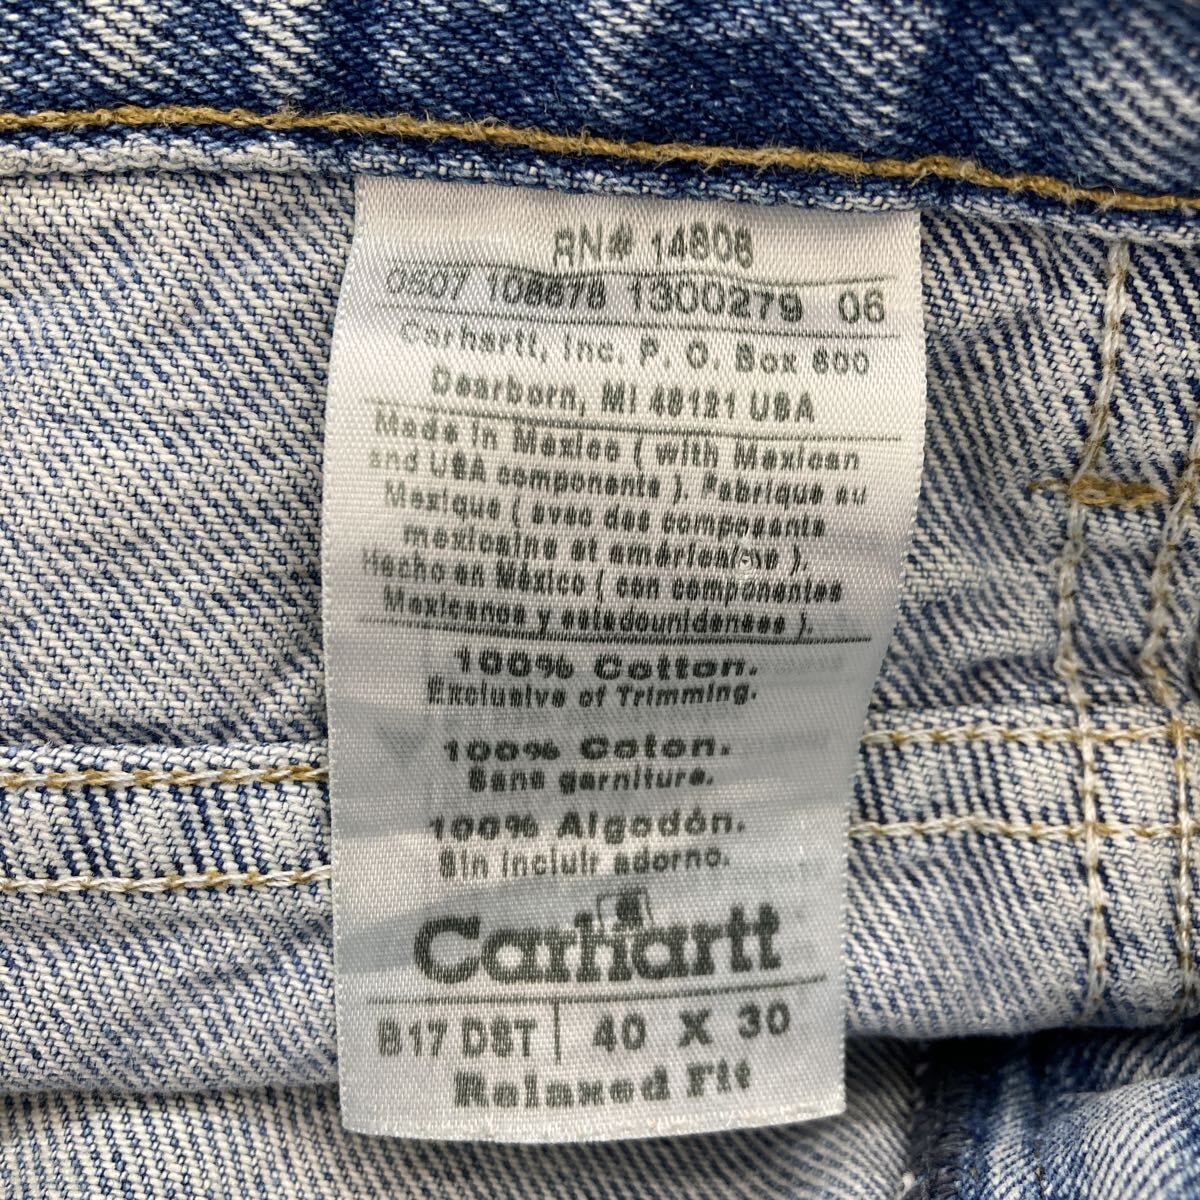 RN# 14806
0507 108678 1300279 06
Carhartt, Inc. P. O. Box 600
Dearborn, MI 48121 USA
Made in Mexico ( with Mexican
and USA components ). Fabrique au
Mexique ( avec des composants
mexicains et américains ).
Hecho en México ( con componentes
Mexicanos y estadounidenses ).
100% Cotton.
Exclusive of Trimming.
100% Coton.
Sans garniture.
100% Algodón.
Sin incluir adorno.
Carhartt
B17 DST | 40 X 30
Relaxed Fit